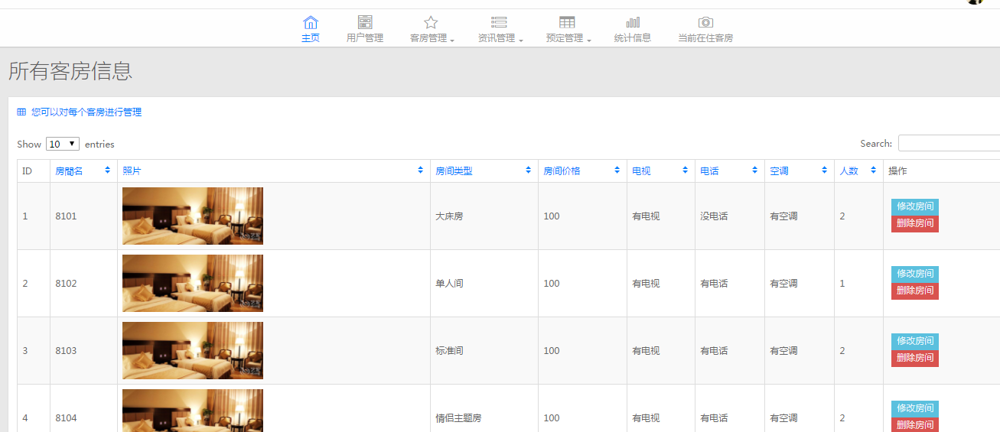 主页 用户管理 客房管理 资讯管理 预定管理 统计信息 当前在住客房
所有客房信息
您可以对每个客房进行管理
Show 10 entries Search:
ID 房間名 照片 房间类型 房间价格 电视 电话 空调 人数 操作
1 8101 大床房 100 有电视 没电话 有空调 2 修改房间
删除房间
2 8102 单人间 100 有电视 有电话 有空调 1 修改房间
删除房间
3 8103 标准间 100 有电视 有电话 有空调 2 修改房间
删除房间
4 8104 情侣主题房 100 有电视 有电话 有空调 2 修改房间
删除房间